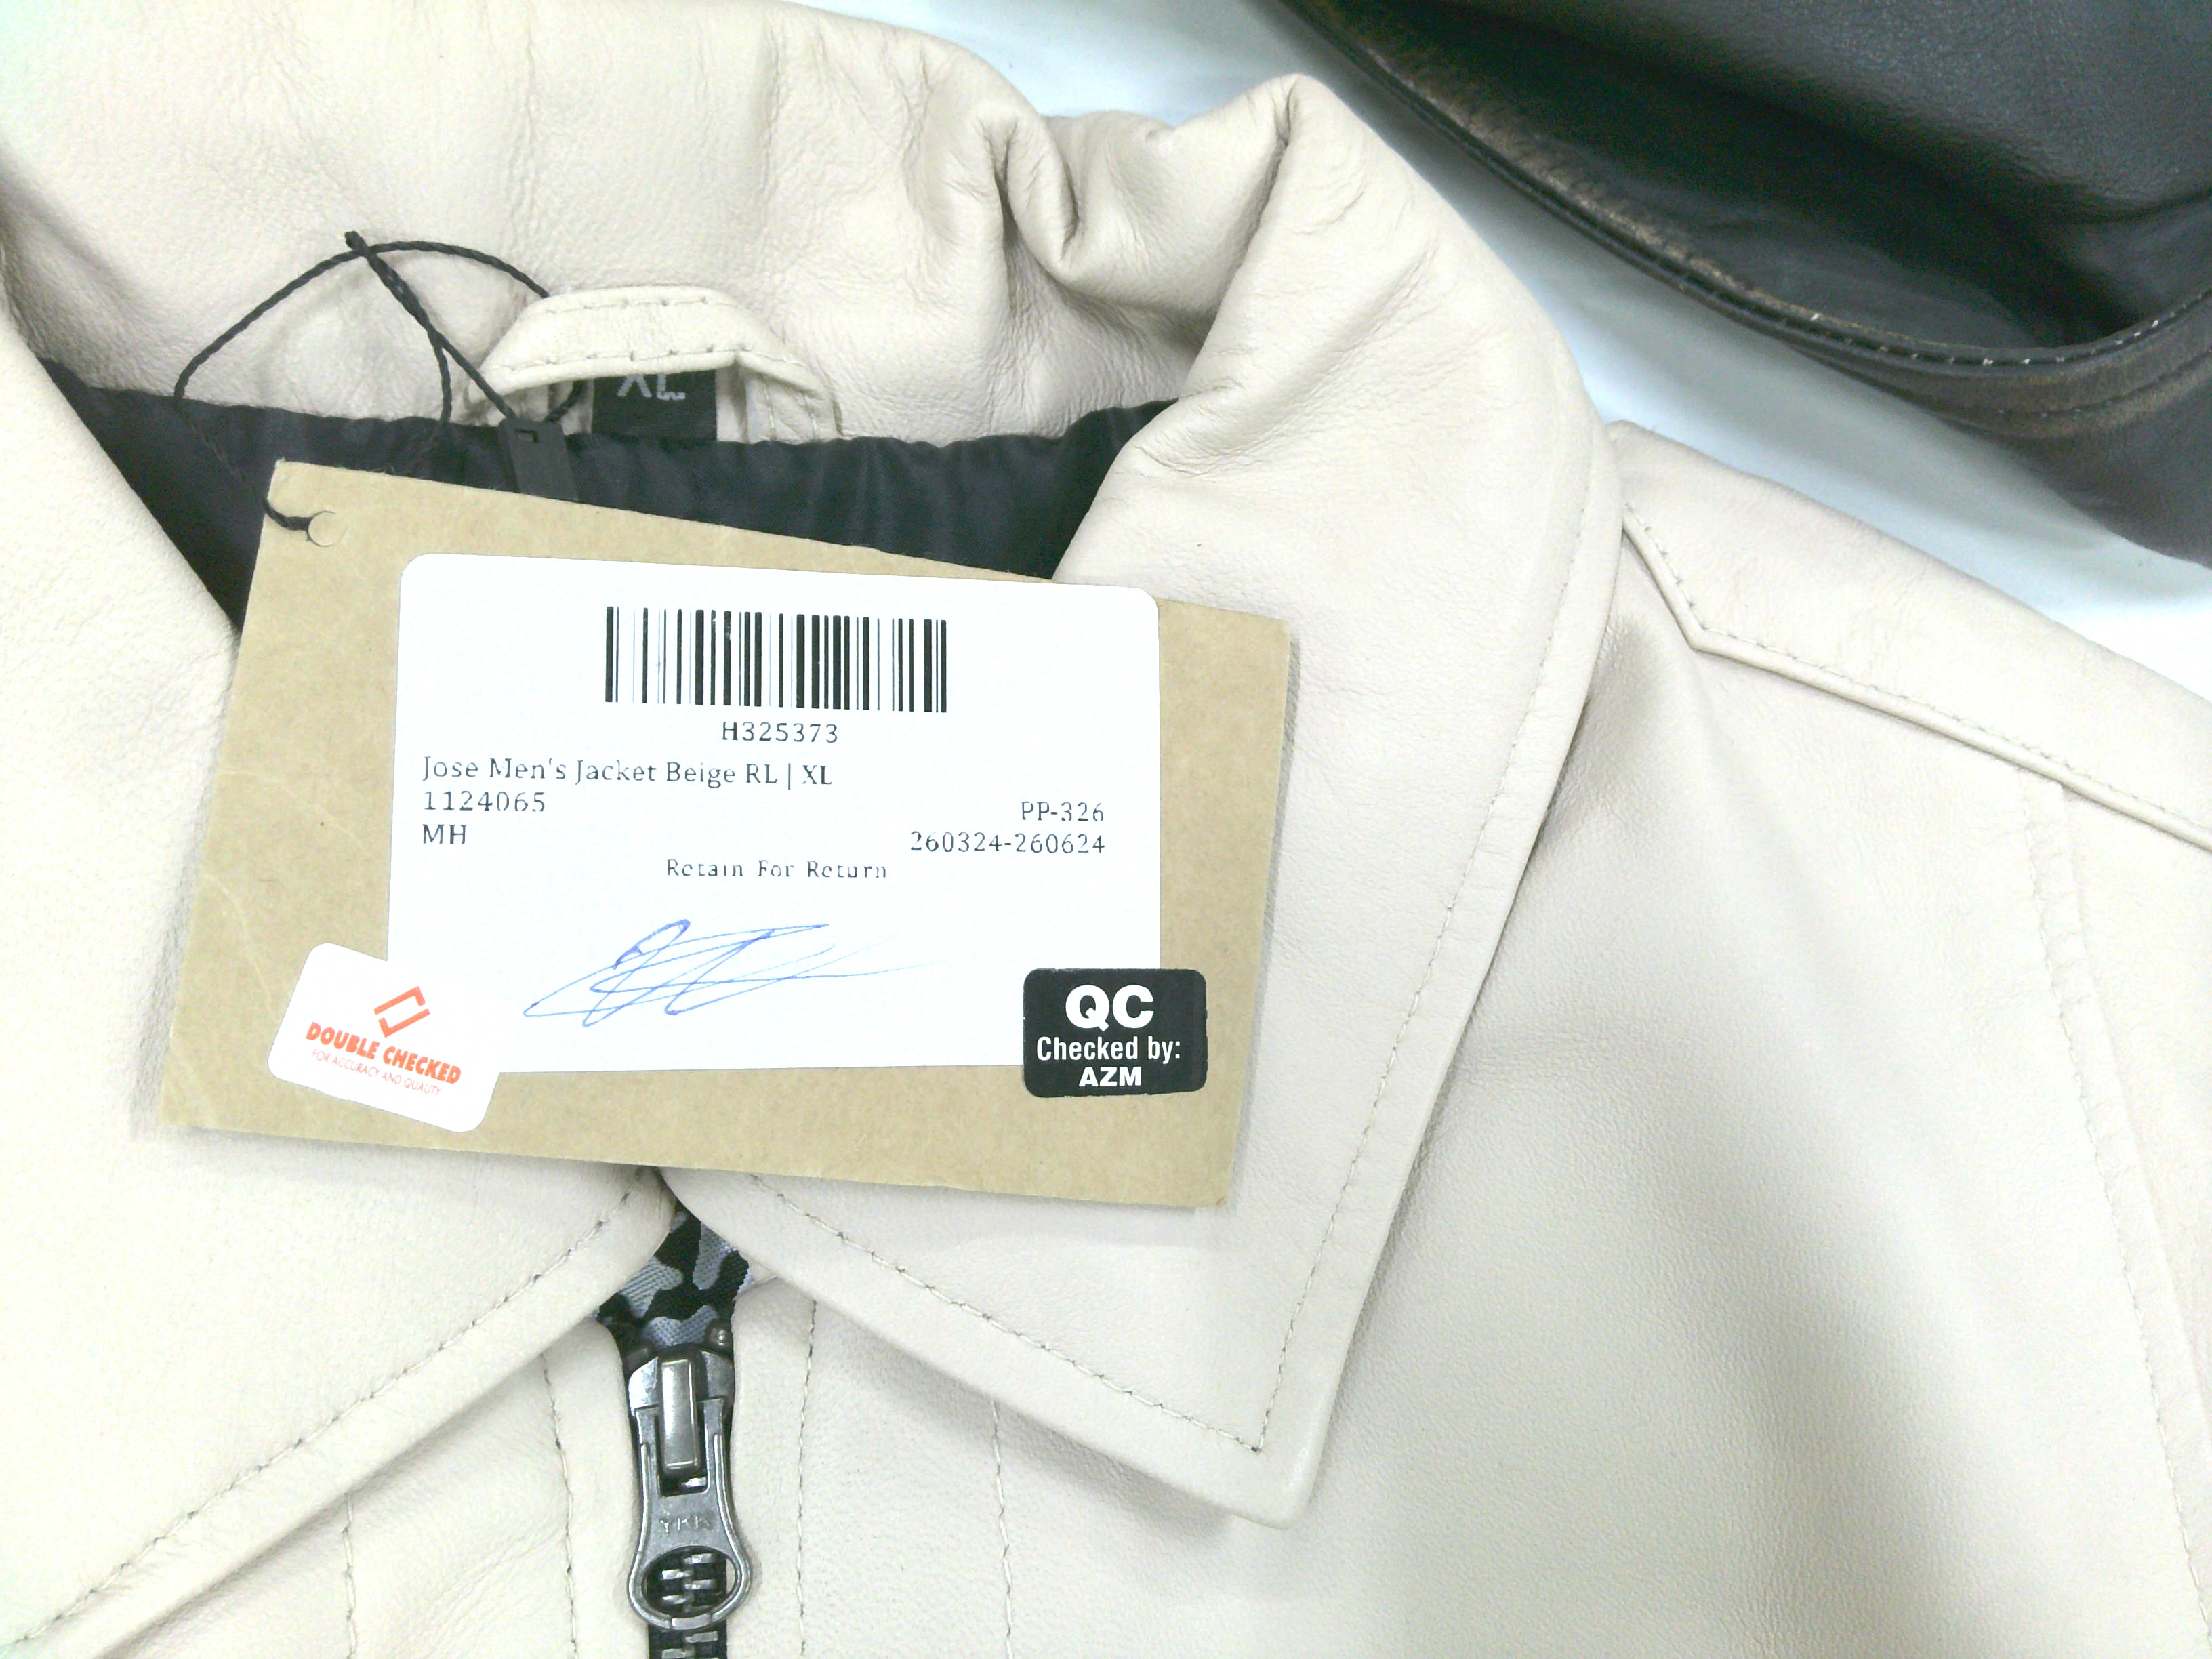 XL
H325373
Jose Men's Jacket Beige RL | XL
1124065
PP-326
MH
260324-260624
Retain For Return
DOUBLE CHECKED
FOR ACCURACY AND QUALITY
QC
Checked by:
AZM
YKK